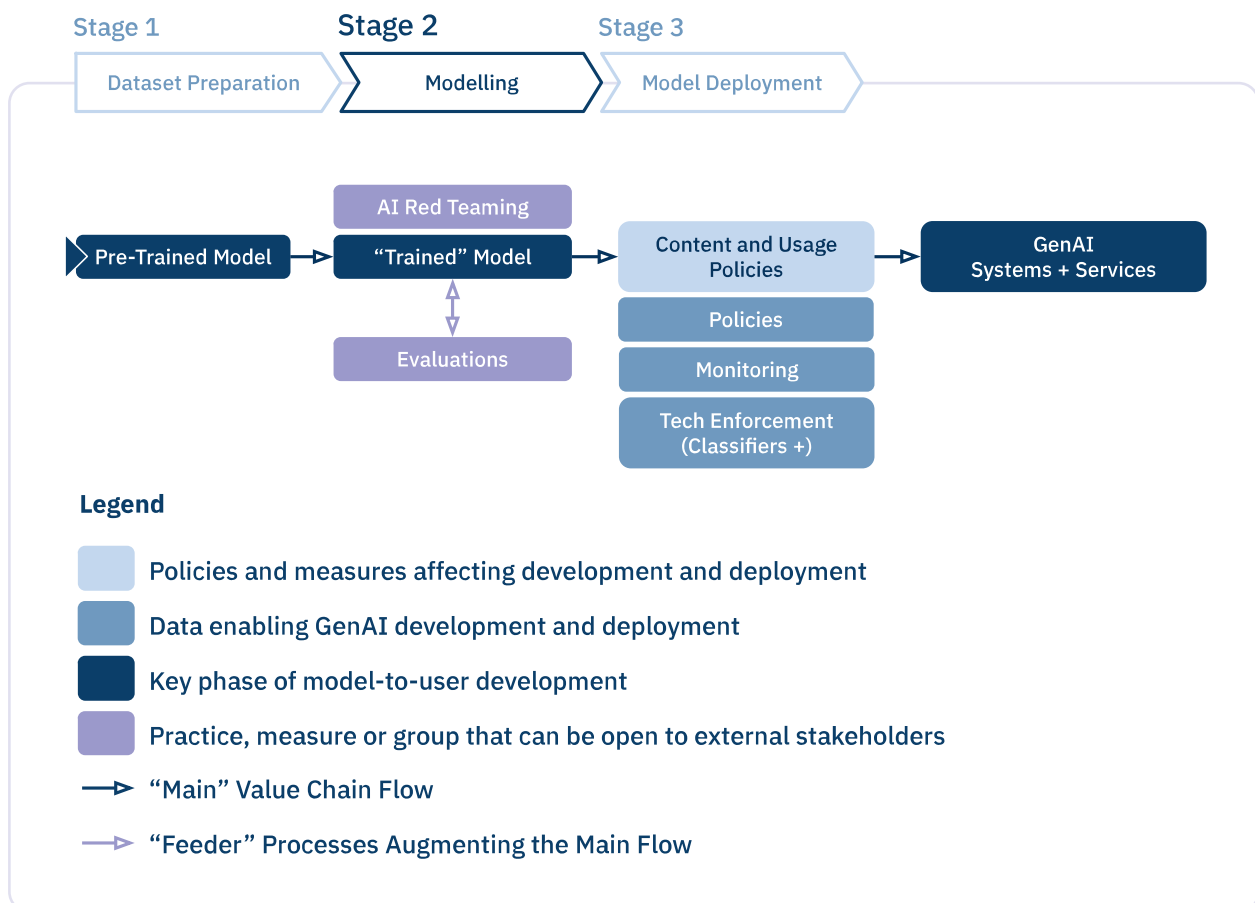 Stage 1
Stage 2
Stage 3
Dataset Preparation
Modelling
Model Deployment
AI Red Teaming
Pre-Trained Model
“Trained” Model
Evaluations
Content and Usage
Policies
Policies
Monitoring
Tech Enforcement
(Classifiers +)
GenAI
Systems + Services
Legend
Policies and measures affecting development and deployment
Data enabling GenAI development and deployment
Key phase of model-to-user development
Practice, measure or group that can be open to external stakeholders
“Main” Value Chain Flow
“Feeder” Processes Augmenting the Main Flow